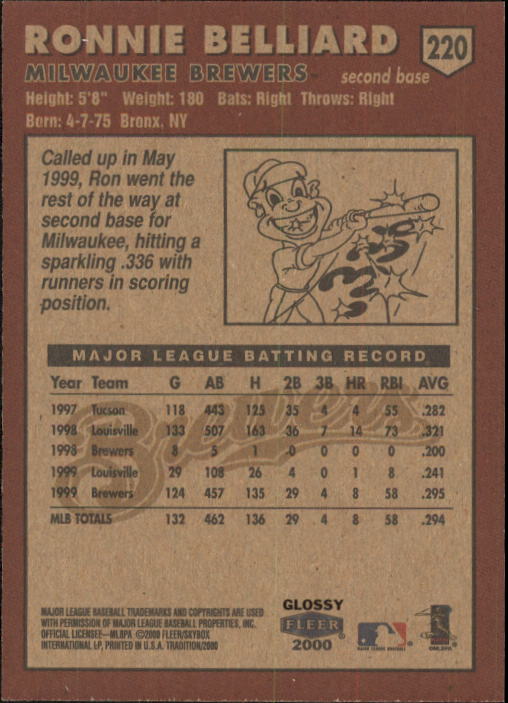 RONNIE BELLIARD
220
MILWAUKEE BREWERS second base
Height: 5'8" Weight: 180 Bats: Right Throws: Right
Born: 4-7-75 Bronx, NY
Called up in May
1999, Ron went the
rest of the way at
second base for
Milwaukee, hitting a
sparkling .336 with
runners in scoring
position.
336
MAJOR LEAGUE BATTING RECORD
Year Team G AB H 2B 3B HR RBI AVG
1997 Tucson 118 443 125 35 4 4 55 .282
1998 Louisville 133 507 163 36 7 14 73 .321
1998 Brewers 8 5 1 0 0 0 0 .200
1999 Louisville 29 108 26 4 0 1 8 .241
1999 Brewers 124 457 135 29 4 8 58 .295
MLB TOTALS 132 462 136 29 4 8 58 .294
Brewers
MAJOR LEAGUE BASEBALL TRADEMARKS AND COPYRIGHTS ARE USED
WITH PERMISSION OF MAJOR LEAGUE BASEBALL PROPERTIES, INC.
OFFICIAL LICENSEE—MLBPA ©2000 FLEER/SKYBOX
INTERNATIONAL LP, PRINTED IN U.S.A. TRADITION/2000
GLOSSY
FLEER
2000
MAJOR LEAGUE BASEBALL
©MLBPA